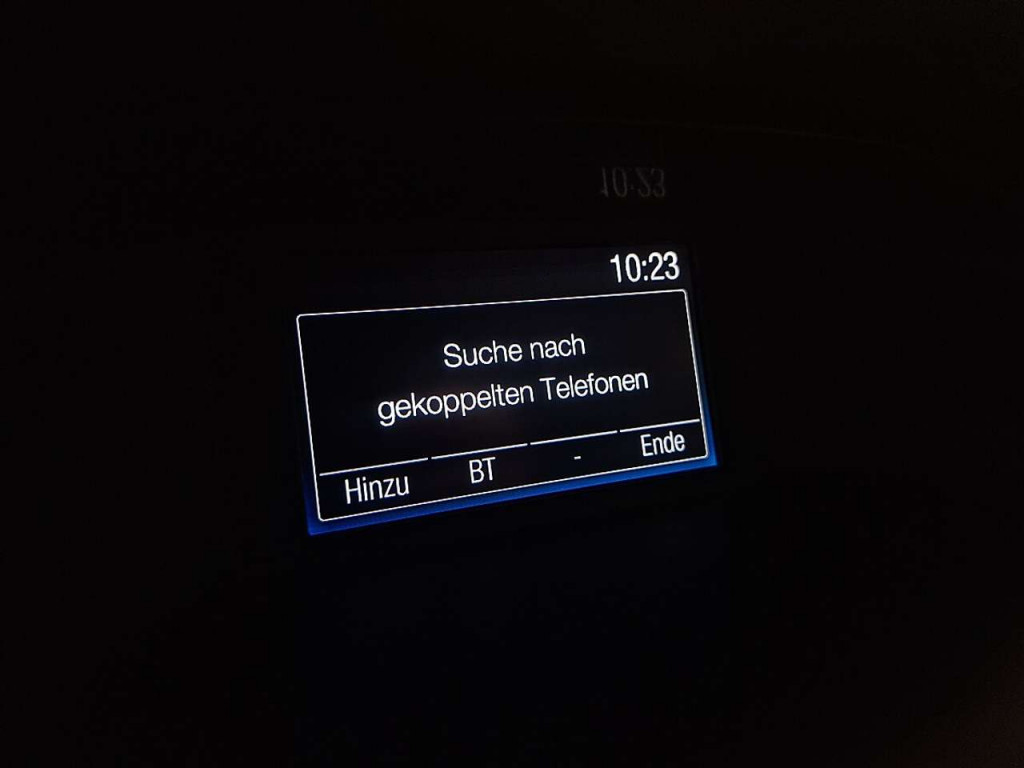 10:23
Suche nach
gekoppelten Telefonen
Hinzu BT - Ende